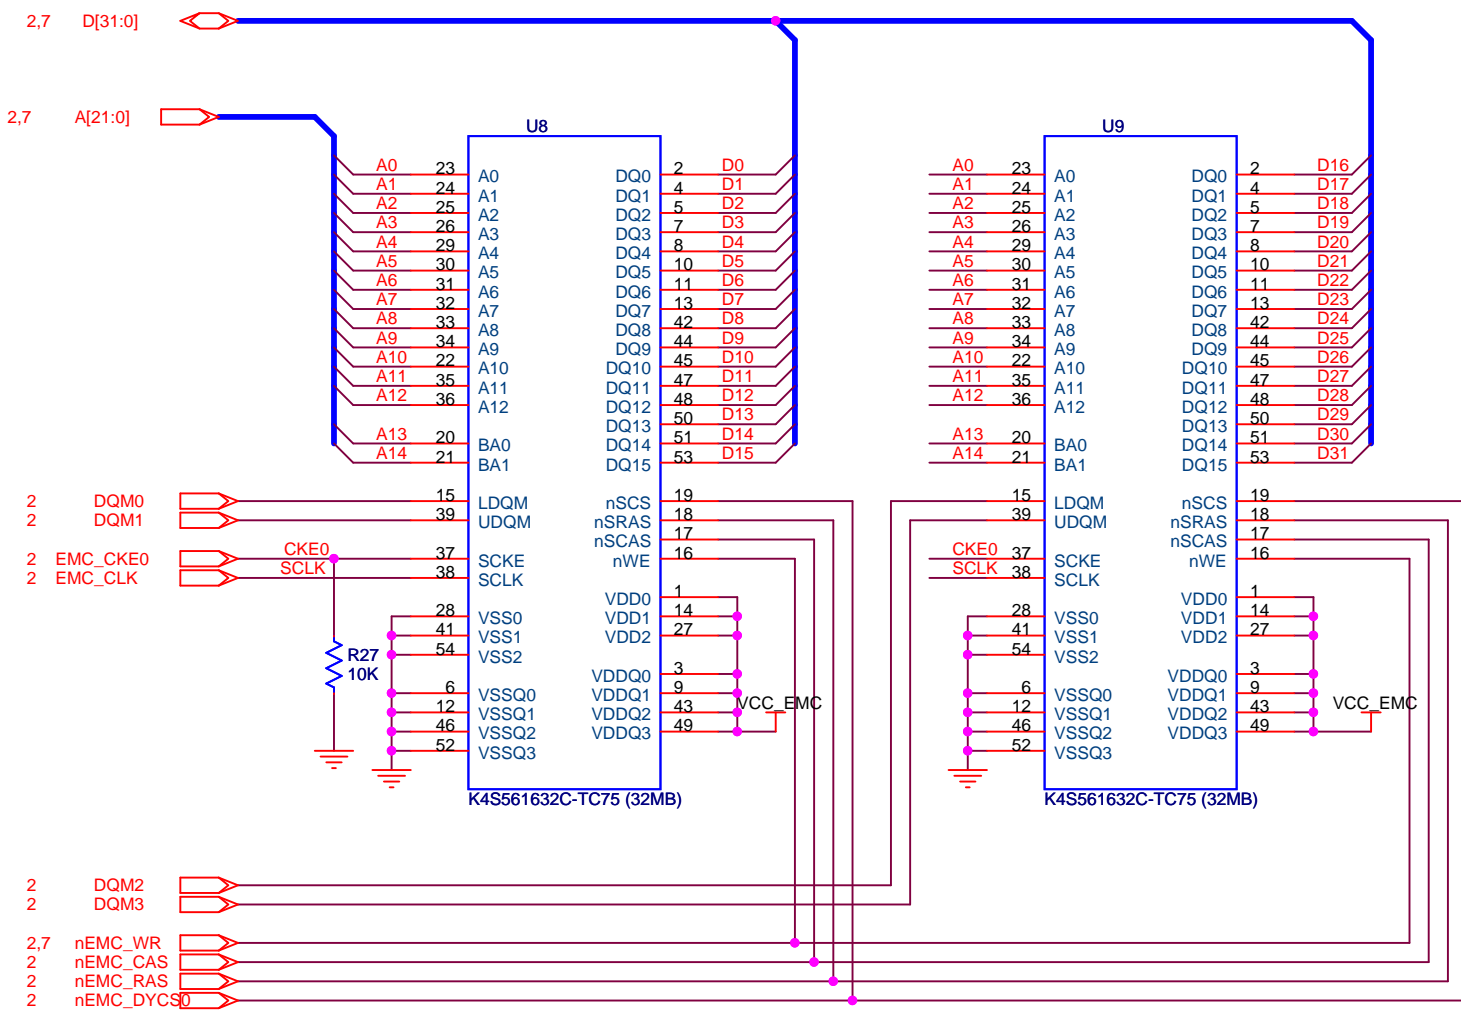 2,7 D[31:0]
2,7 A[21:0]
U8 U9
A0 23 A0 DQ0 2 D0 A0 23 A0 DQ0 2 D16
A1 24 A1 DQ1 4 D1 A1 24 A1 DQ1 4 D17
A2 25 A2 DQ2 5 D2 A2 25 A2 DQ2 5 D18
A3 26 A3 DQ3 7 D3 A3 26 A3 DQ3 7 D19
A4 29 A4 DQ4 8 D4 A4 29 A4 DQ4 8 D20
A5 30 A5 DQ5 10 D5 A5 30 A5 DQ5 10 D21
A6 31 A6 DQ6 11 D6 A6 31 A6 DQ6 11 D22
A7 32 A7 DQ7 13 D7 A7 32 A7 DQ7 13 D23
A8 33 A8 DQ8 42 D8 A8 33 A8 DQ8 42 D24
A9 34 A9 DQ9 44 D9 A9 34 A9 DQ9 44 D25
A10 22 A10 DQ10 45 D10 A10 22 A10 DQ10 45 D26
A11 35 A11 DQ11 47 D11 A11 35 A11 DQ11 47 D27
A12 36 A12 DQ12 48 D12 A12 36 A12 DQ12 48 D28
DQ13 50 D13 DQ13 50 D29
A13 20 BA0 DQ14 51 D14 A13 20 BA0 DQ14 51 D30
A14 21 BA1 DQ15 53 D15 A14 21 BA1 DQ15 53 D31
2 DQM0 15 LDQM nSCS 19 15 LDQM nSCS 19
2 DQM1 39 UDQM nSRAS 18 39 UDQM nSRAS 18
nSCAS 17 nSCAS 17
2 EMC_CKE0 CKE0 37 SCKE nWE 16 CKE0 37 SCKE nWE 16
2 EMC_CLK SCLK 38 SCLK SCLK 38 SCLK
VDD0 1 VDD0 1
28 VSS0 VDD1 14 28 VSS0 VDD1 14
41 VSS1 VDD2 27 41 VSS1 VDD2 27
R27 54 VSS2 54 VSS2
10K VDDQ0 3 VDDQ0 3
6 VSSQ0 VDDQ1 9 6 VSSQ0 VDDQ1 9
12 VSSQ1 VDDQ2 43 VCC_EMC 12 VSSQ1 VDDQ2 43 VCC_EMC
46 VSSQ2 VDDQ3 49 46 VSSQ2 VDDQ3 49
52 VSSQ3 52 VSSQ3
K4S561632C-TC75 (32MB) K4S561632C-TC75 (32MB)
2 DQM2
2 DQM3
2,7 nEMC_WR
2 nEMC_CAS
2 nEMC_RAS
2 nEMC_DYCS0